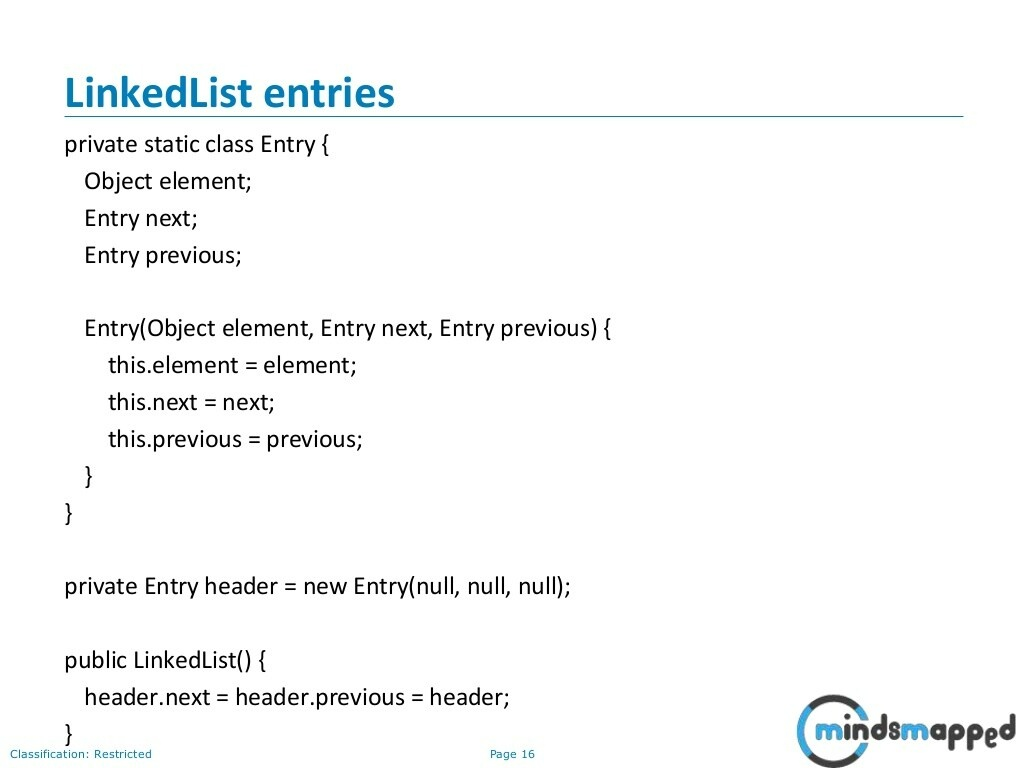 LinkedList entries
private static class Entry {
Object element;
Entry next;
Entry previous;
Entry(Object element, Entry next, Entry previous) {
this.element = element;
this.next = next;
this.previous = previous;
}
}
private Entry header = new Entry(null, null, null);
public LinkedList() {
header.next = header.previous = header;
}
Classification: Restricted
Page 16
mindsmapped